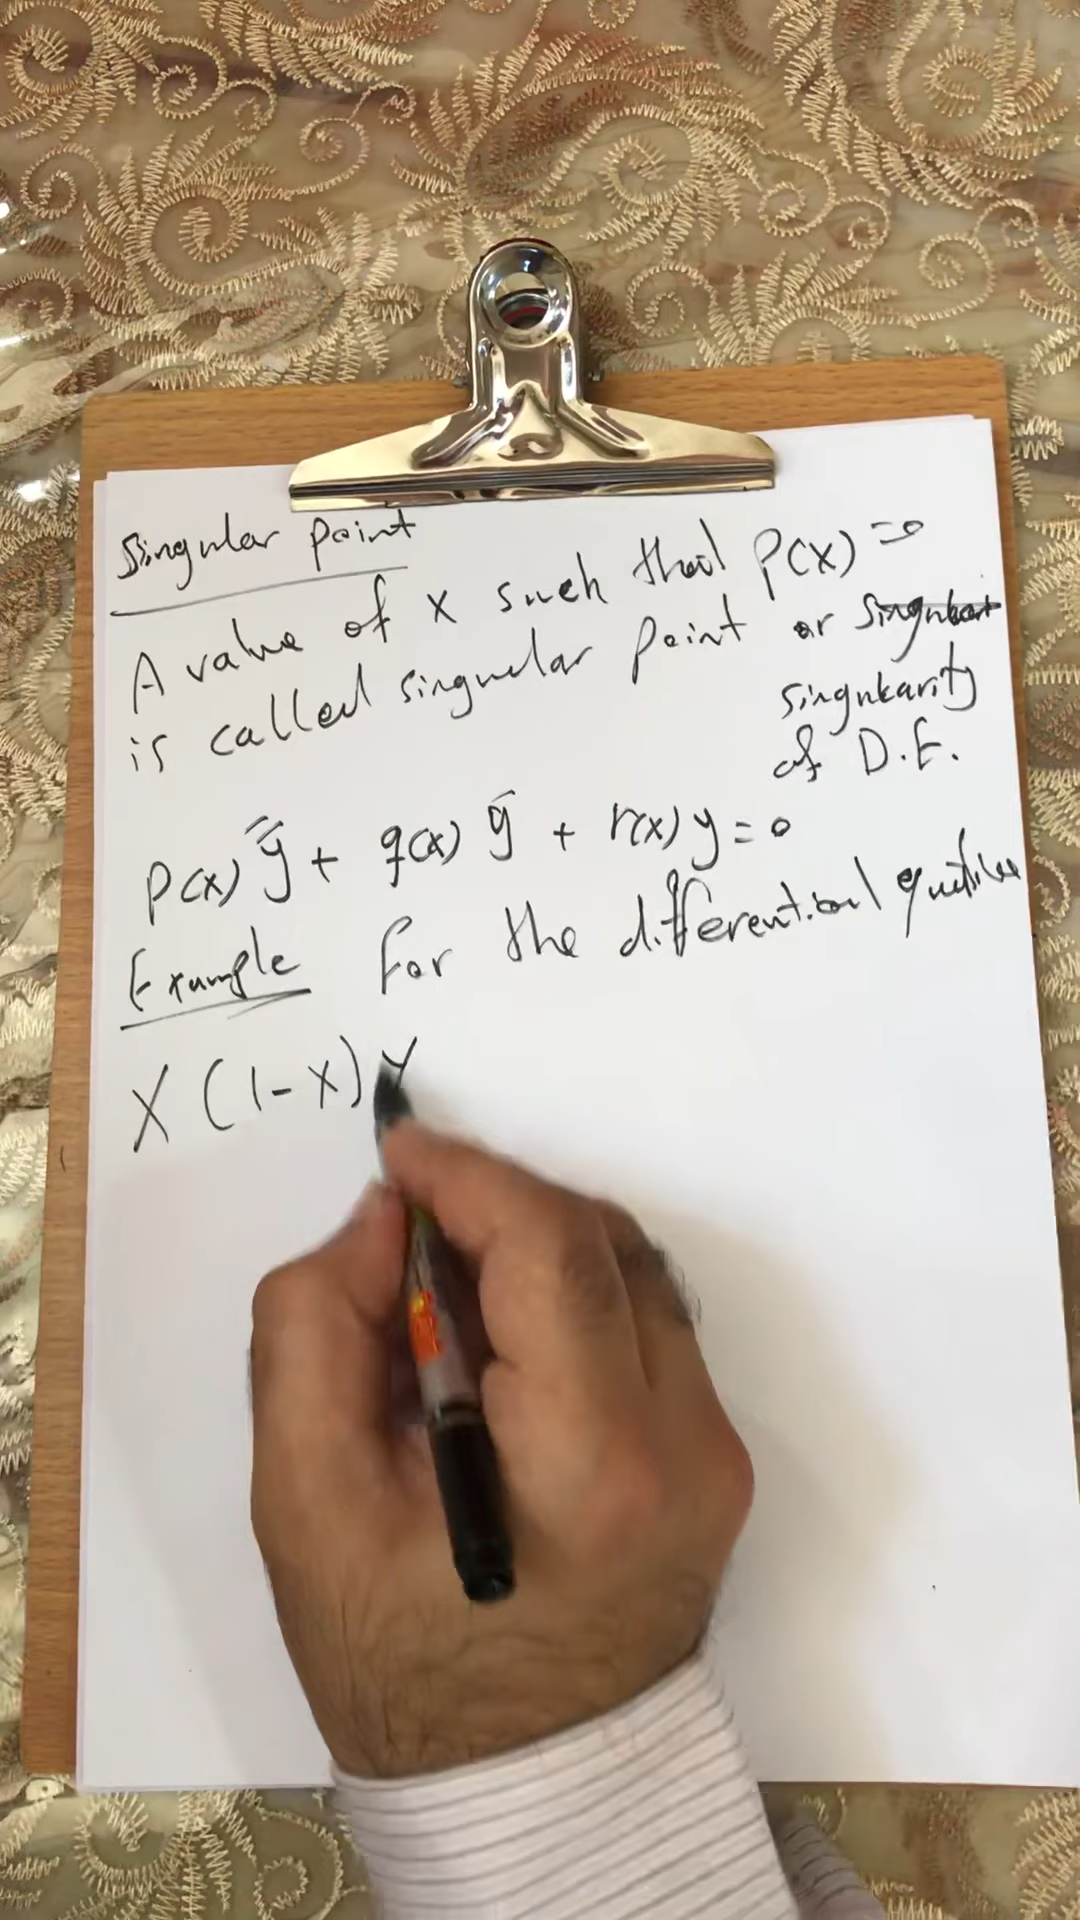 Singular point
A value of x such that P(x) = 0
is called singular point or singular
singularity
of D.E.
P(x) y̿ + q(x) y̅ + r(x) y = 0
Example For the differential
X (1-X) y